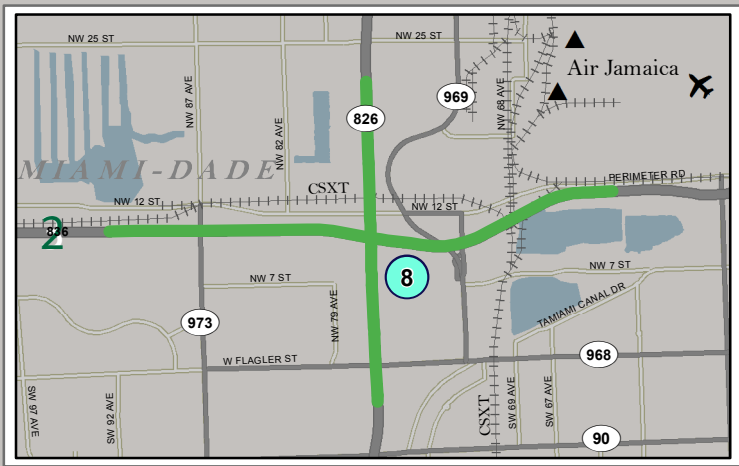 NW 25 ST
NW 25 ST
Air Jamaica
NW 87 AVE
969
NW 68 AVE
826
NW 82 AVE
MIAMI-DADE
CSXT
PERIMETER RD
NW 12 ST
NW 12 ST
2
836
8
NW 7 ST
NW 7 ST
NW 79 AVE
TAMIAMI CANAL DR
973
W FLAGLER ST
968
SW 97 AVE
SW 92 AVE
CSXT
SW 69 AVE
SW 67 AVE
90